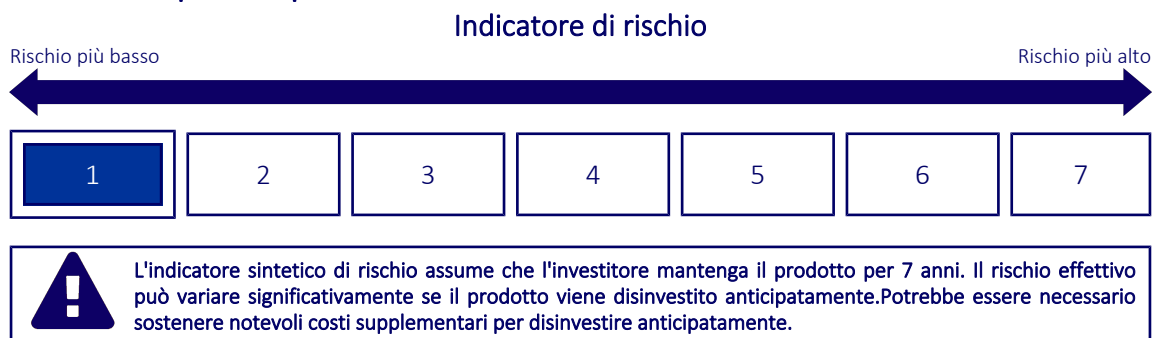 Indicatore di rischio
Rischio più basso
Rischio più alto
1 2 3 4 5 6 7
L'indicatore sintetico di rischio assume che l'investitore mantenga il prodotto per 7 anni. Il rischio effettivo
può variare significativamente se il prodotto viene disinvestito anticipatamente.Potrebbe essere necessario
sostenere notevoli costi supplementari per disinvestire anticipatamente.